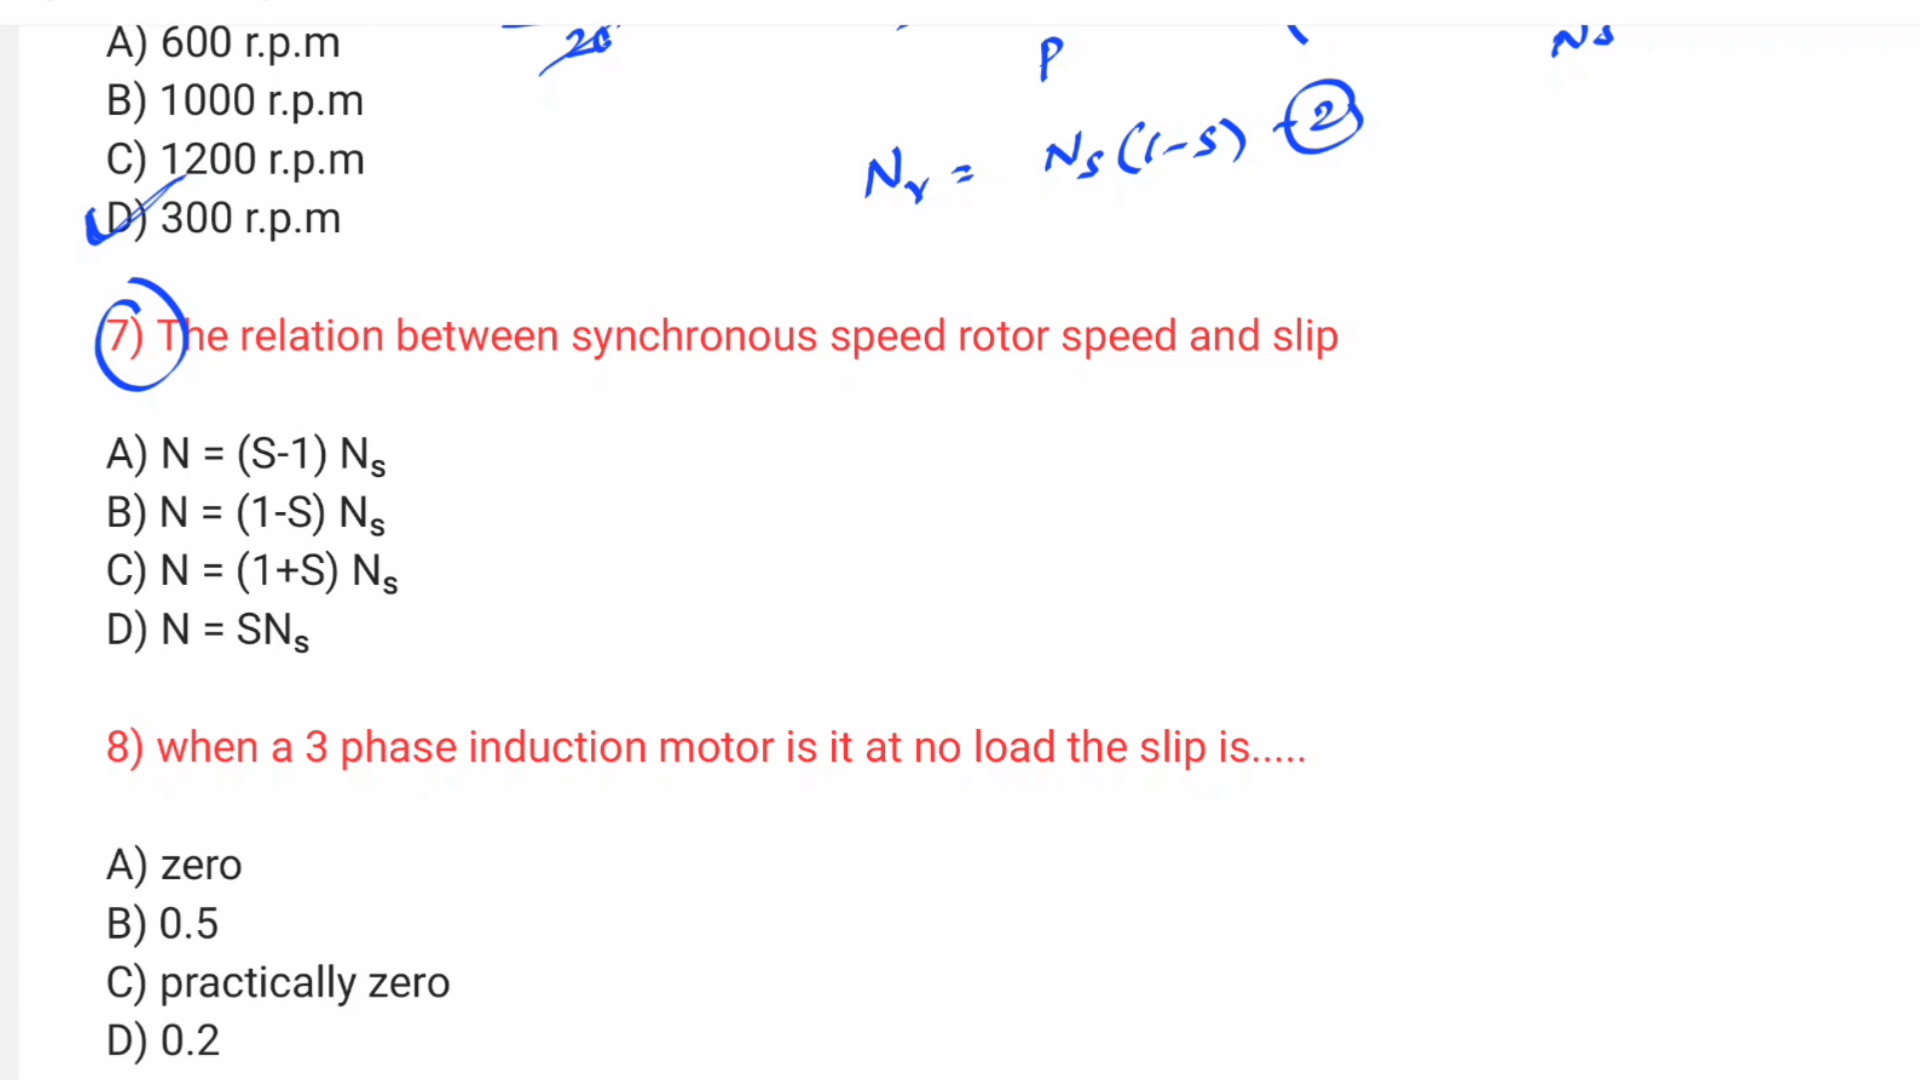 A) 600 r.p.m
20
P
Ns
B) 1000 r.p.m
Nr = Ns(1-s) -②
C) 1200 r.p.m
D) 300 r.p.m
7) The relation between synchronous speed rotor speed and slip
A) N = (S-1) Ns
B) N = (1-S) Ns
C) N = (1+S) Ns
D) N = SNs
8) when a 3 phase induction motor is it at no load the slip is.....
A) zero
B) 0.5
C) practically zero
D) 0.2